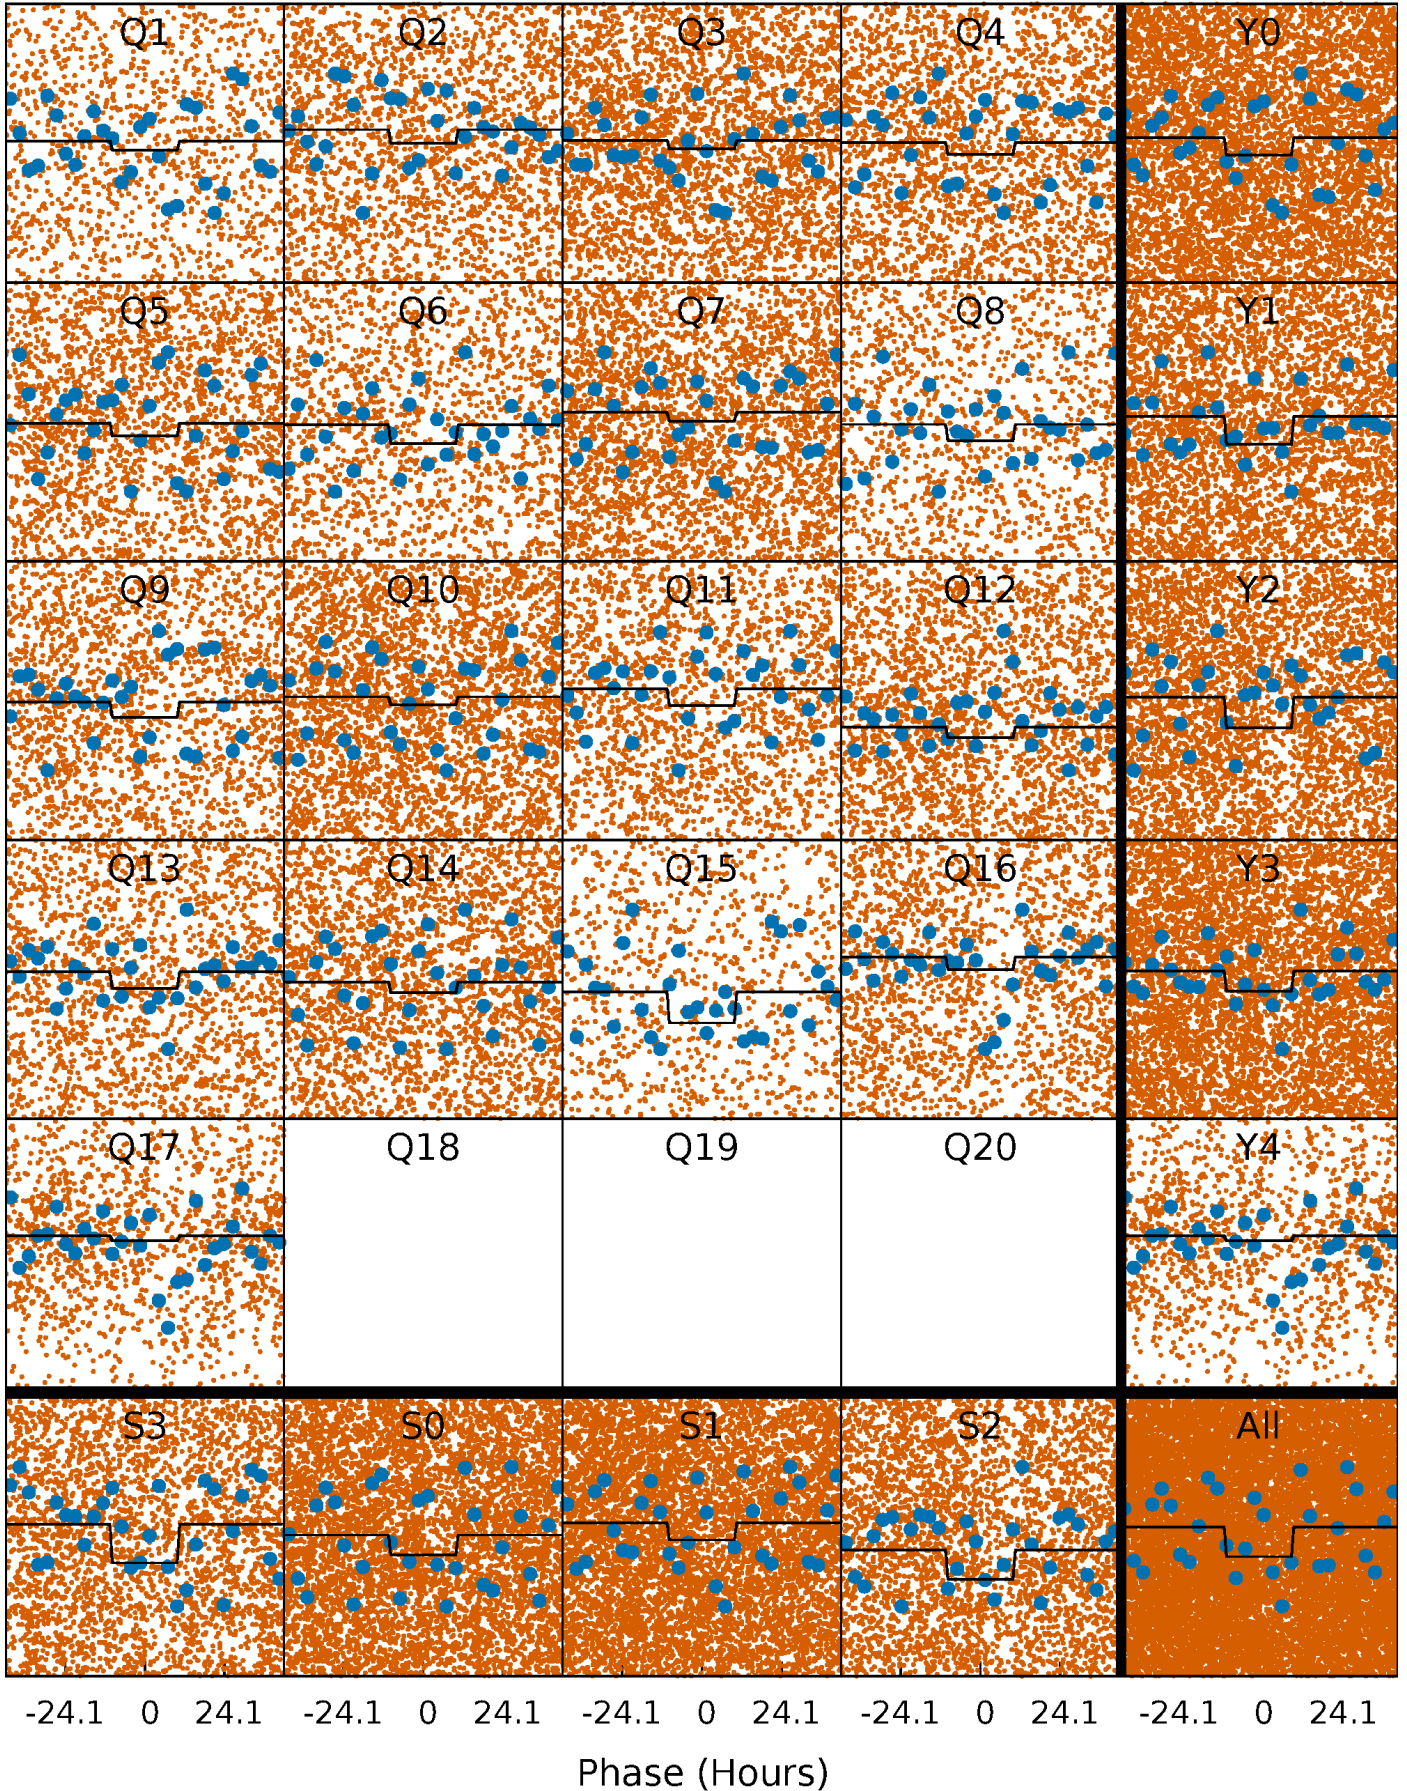 Q1 Q2 Q3 Q4 Y0
Q5 Q6 Q7 Q8 Y1
Q9 Q10 Q11 Q12 Y2
Q13 Q14 Q15 Q16 Y3
Q17 Q18 Q19 Q20 Y4
S3 S0 S1 S2 All
-24.1 0 24.1 -24.1 0 24.1 -24.1 0 24.1 -24.1 0 24.1 -24.1 0 24.1
Phase (Hours)